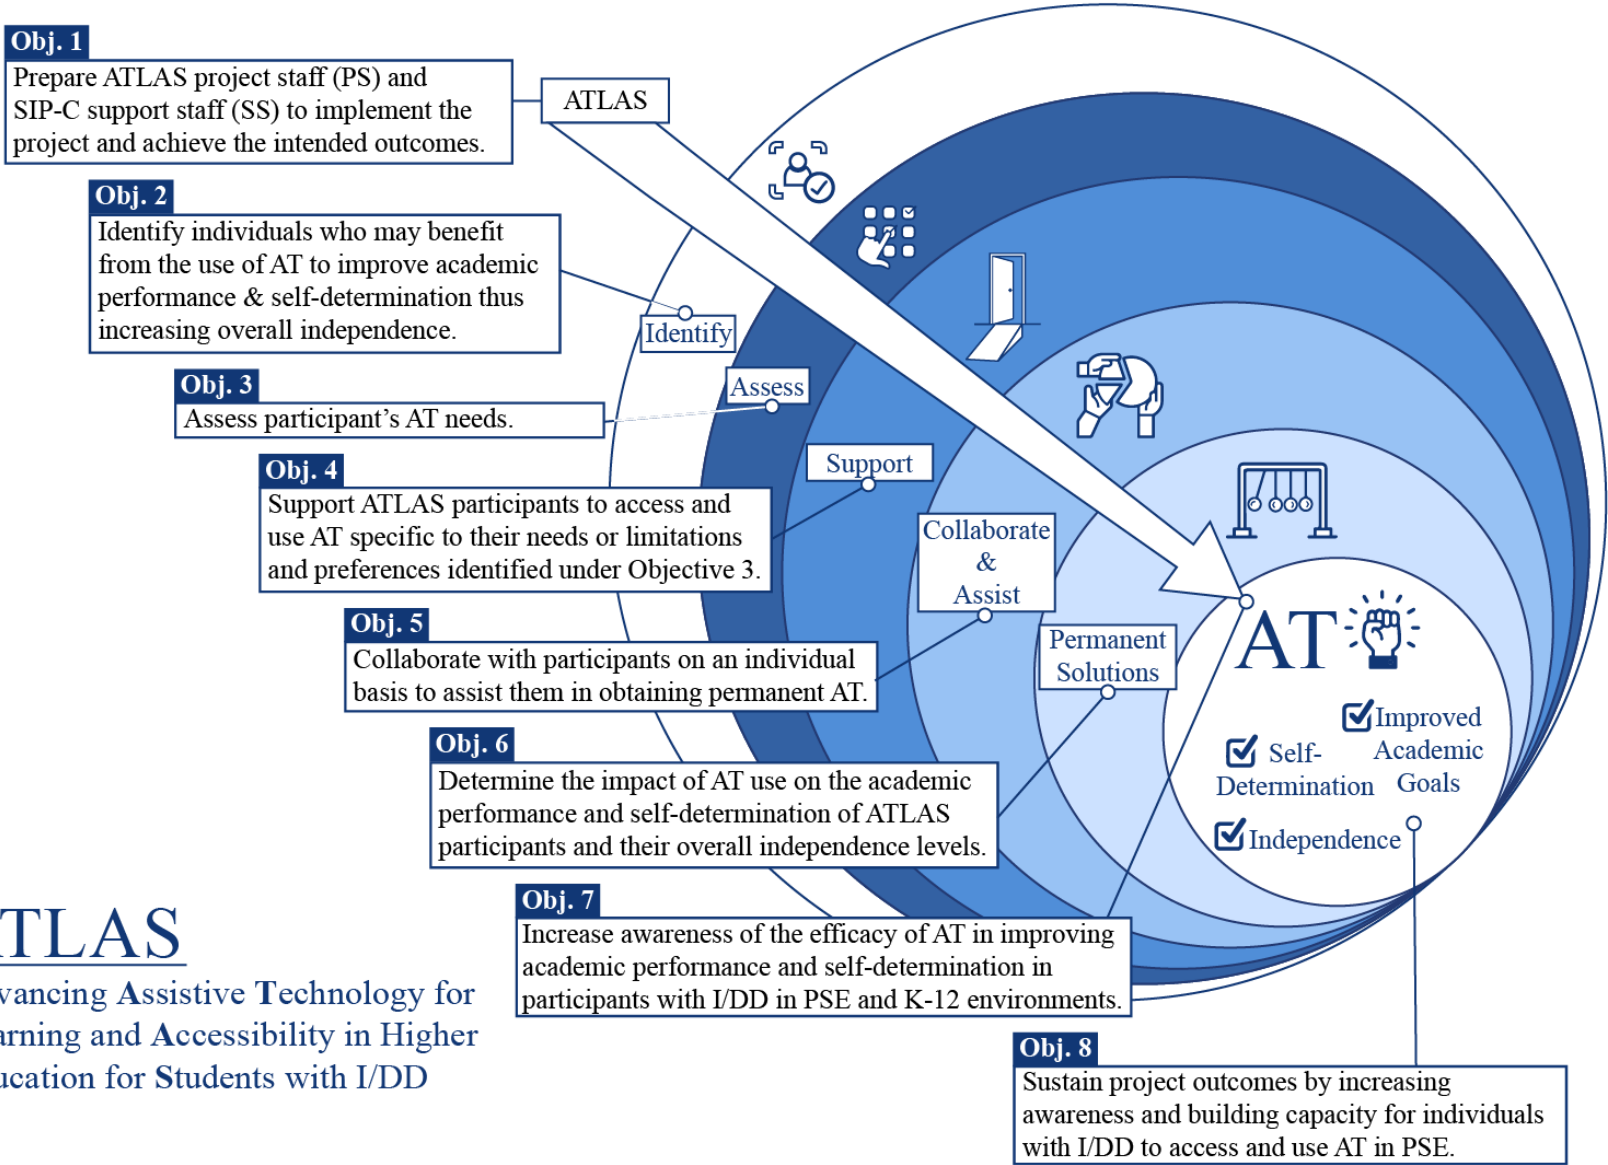 Obj. 1
Prepare ATLAS project staff (PS) and
SIP-C support staff (SS) to implement the
project and achieve the intended outcomes.
ATLAS
Obj. 2
Identify individuals who may benefit
from the use of AT to improve academic
performance & self-determination thus
increasing overall independence.
Identify
Obj. 3
Assess participant’s AT needs.
Assess
Obj. 4
Support ATLAS participants to access and
use AT specific to their needs or limitations
and preferences identified under Objective 3.
Support
Obj. 5
Collaborate with participants on an individual
basis to assist them in obtaining permanent AT.
Collaborate
&
Assist
Obj. 6
Determine the impact of AT use on the academic
performance and self-determination of ATLAS
participants and their overall independence levels.
Permanent
Solutions
Obj. 7
Increase awareness of the efficacy of AT in improving
academic performance and self-determination in
participants with I/DD in PSE and K-12 environments.
AT
Improved
Academic
Goals
Self-
Determination
Independence
Obj. 8
Sustain project outcomes by increasing
awareness and building capacity for individuals
with I/DD to access and use AT in PSE.
TLAS
vancing Assistive Technology for
arning and Accessibility in Higher
ucation for Students with I/DD